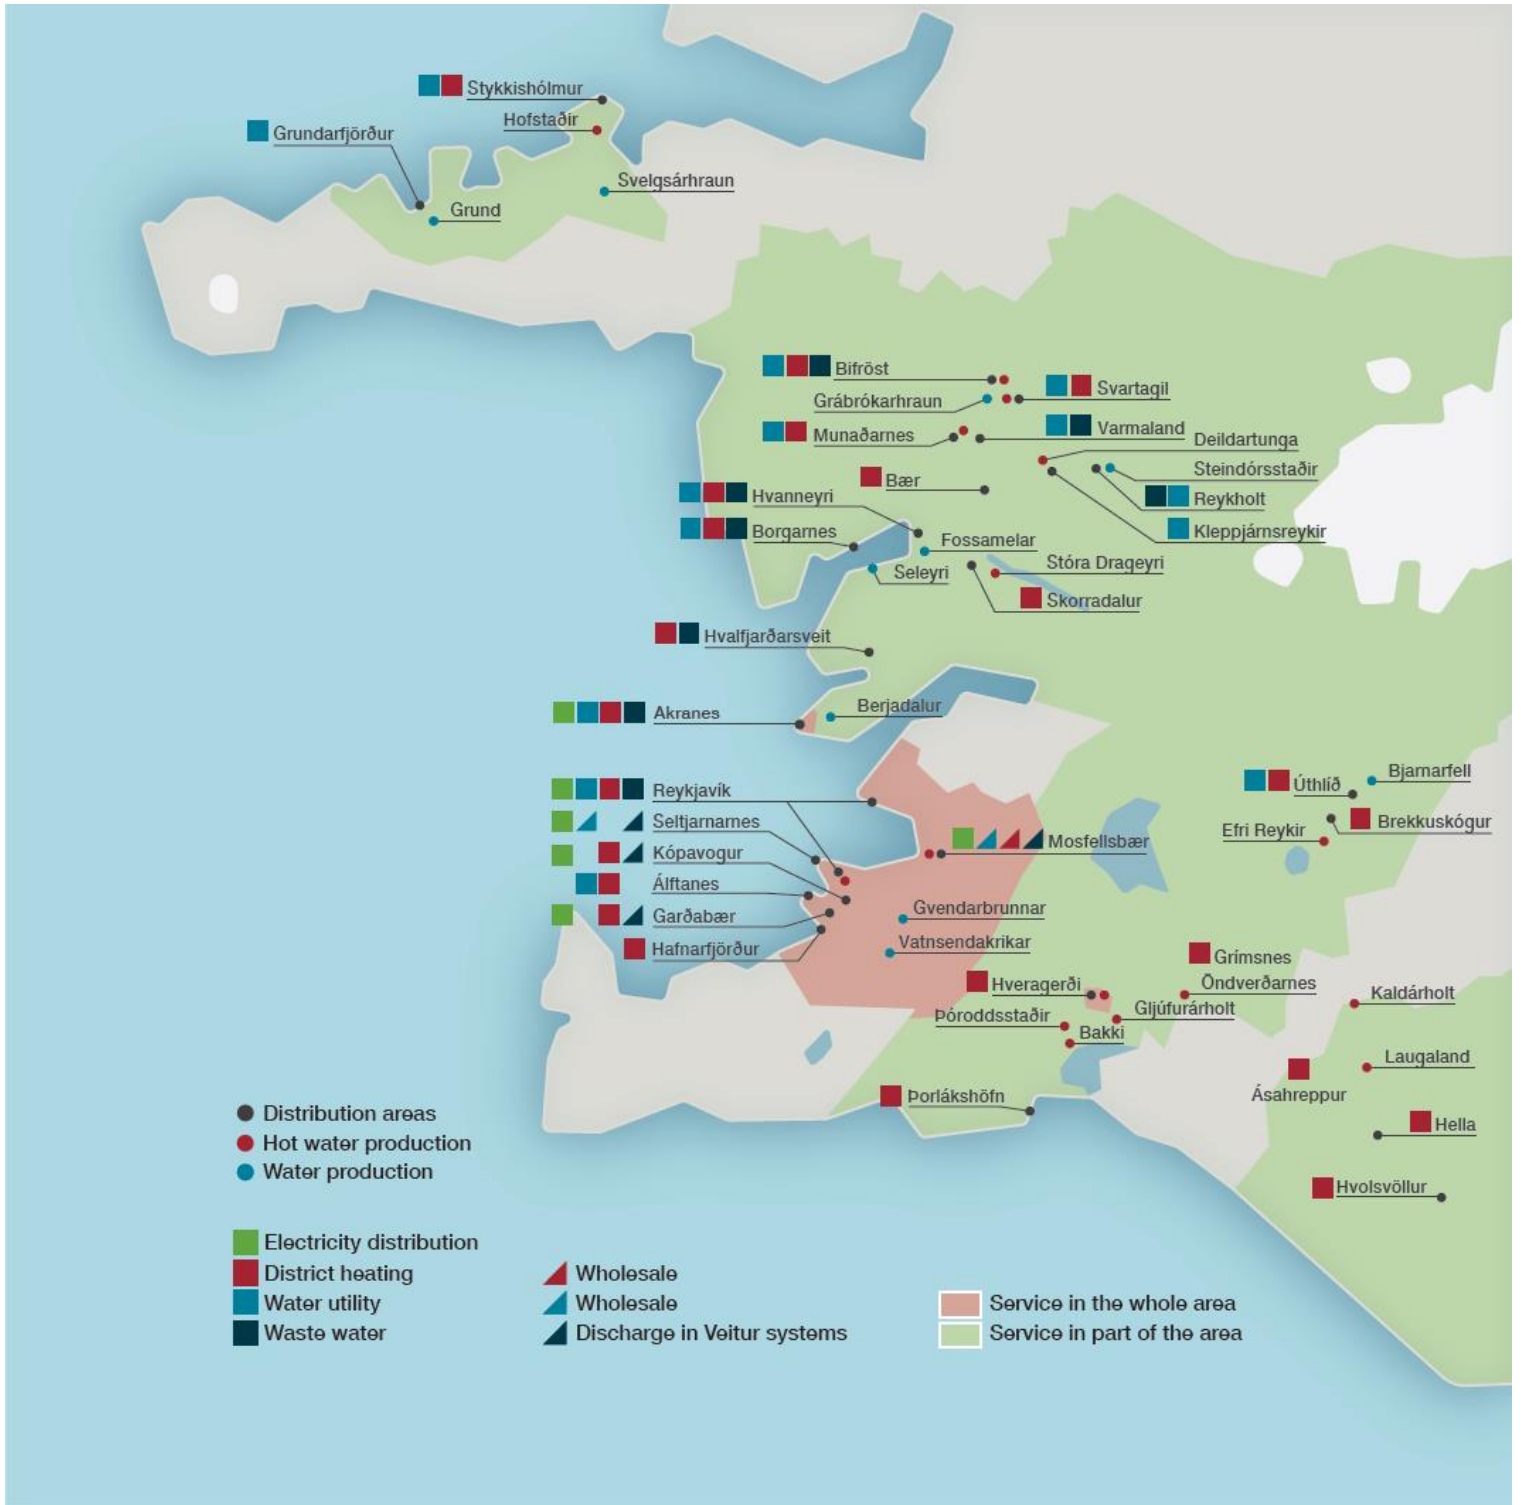 Stykkishólmur
Hofstaðir
Grundarfjörður
Svelgsárhraun
Grund
Bifröst
Svartagil
Grábrókarhraun
Munaðarnes
Varmaland
Deildartunga
Steindórsstaðir
Bær
Hvanneyri
Reykholt
Borgarnes
Kleppjárnsreykir
Fossamelar
Seleyri
Stóra Drageyri
Skorradalur
Hvalfjarðarsveit
Akranes
Berjadalur
Bjarnarfell
Úthlíð
Reykjavík
Seltjarnarnes
Brekkuskógur
Efri Reykir
Mosfellsbær
Kópavogur
Álftanes
Garðabær
Gvendarbrunnar
Hafnarfjörður
Vatnsendakrikar
Grímsnes
Hveragerði
Öndverðarnes
Kaldárholt
Þóroddsstaðir
Gljúfurárholt
Bakki
Laugaland
Ásahreppur
Þorlákshöfn
Hella
Hvolsvöllur
Distribution areas
Hot water production
Water production
Electricity distribution
District heating
Water utility
Waste water
Wholesale
Wholesale
Discharge in Veitur systems
Service in the whole area
Service in part of the area